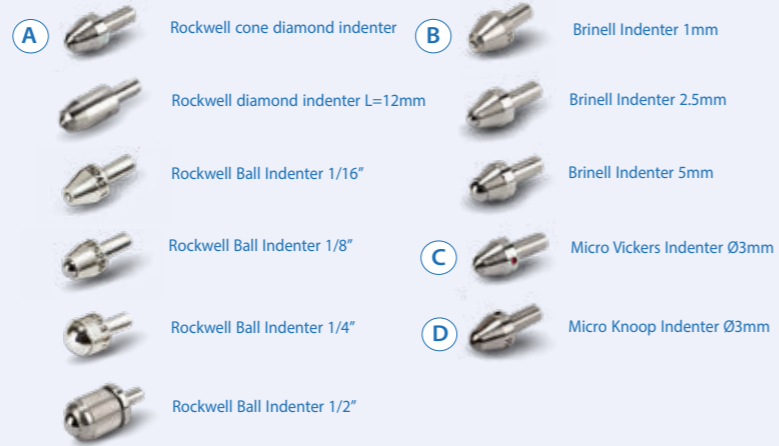 A
Rockwell cone diamond indenter
Rockwell diamond indenter L=12mm
Rockwell Ball Indenter 1/16”
Rockwell Ball Indenter 1/8”
Rockwell Ball Indenter 1/4”
Rockwell Ball Indenter 1/2”
B
Brinell Indenter 1mm
Brinell Indenter 2.5mm
Brinell Indenter 5mm
C
Micro Vickers Indenter Ø3mm
D
Micro Knoop Indenter Ø3mm